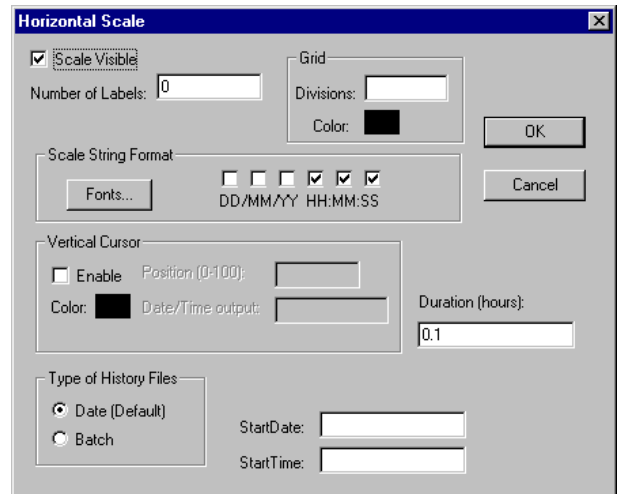 Horizontal Scale
Scale Visible
Number of Labels: 0
Grid
Divisions:
Color:
OK
Cancel
Scale String Format
Fonts...
DD/MM/YY HH:MM:SS
Vertical Cursor
Enable Position (0-100):
Color: Date/Time output:
Duration (hours):
0.1
Type of History Files
Date (Default)
Batch
StartDate:
StartTime: